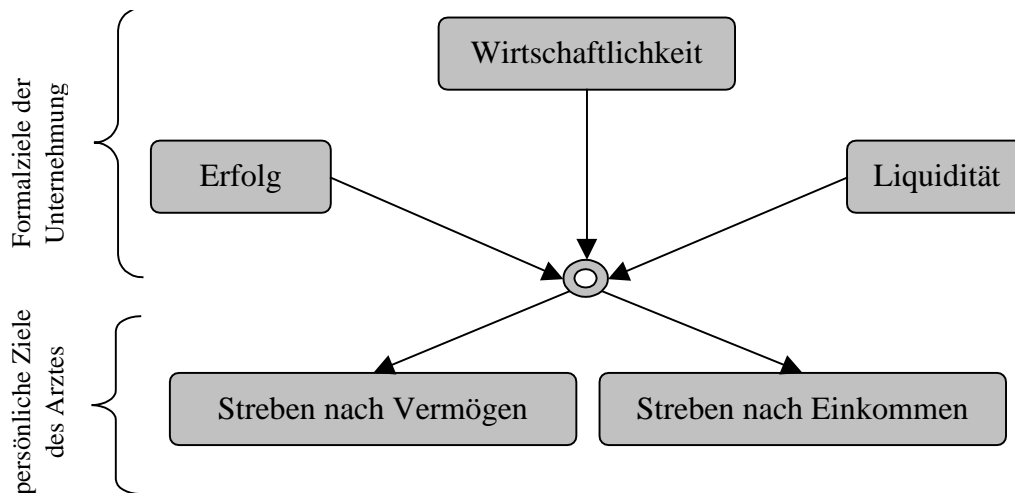 Formalziele der
Unternehmung
Wirtschaftlichkeit
Erfolg
Liquidität
persönliche Ziele
des Arztes
Streben nach Vermögen
Streben nach Einkommen